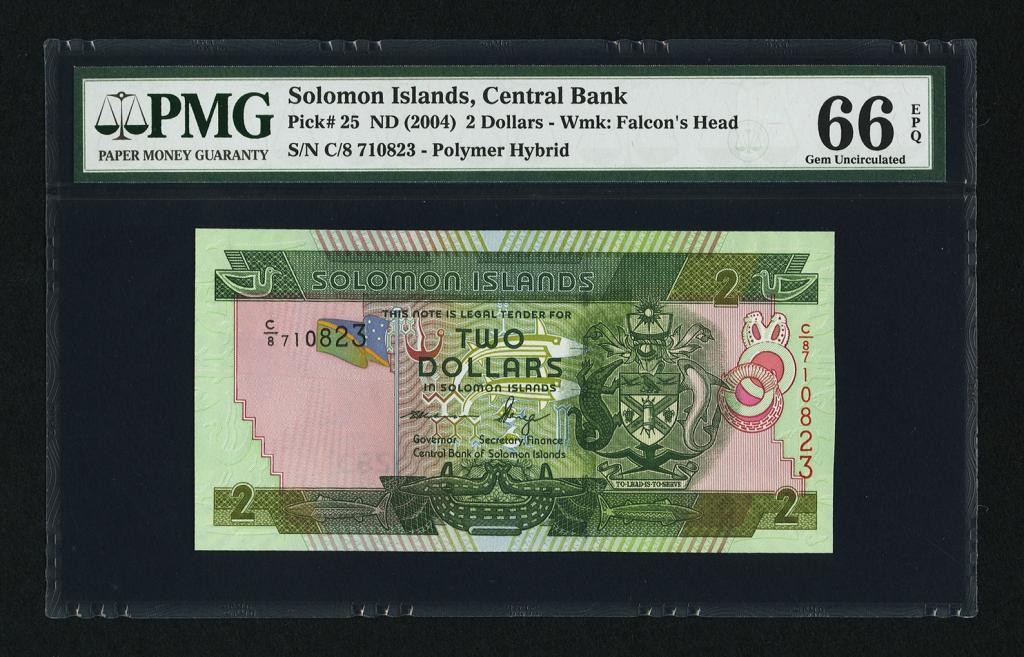 PMG
PAPER MONEY GUARANTY
Solomon Islands, Central Bank
Pick# 25 ND (2004) 2 Dollars - Wmk: Falcon's Head
S/N C/8 710823 - Polymer Hybrid
66 EPQ
Gem Uncirculated
SOLOMON ISLANDS
2
THIS NOTE IS LEGAL TENDER FOR
C/8 710823
TWO
DOLLARS
IN SOLOMON ISLANDS
Governor Secretary Finance
Central Bank of Solomon Islands
C/8 710823
TO·LEAD·IS·TO·SERVE
2
2